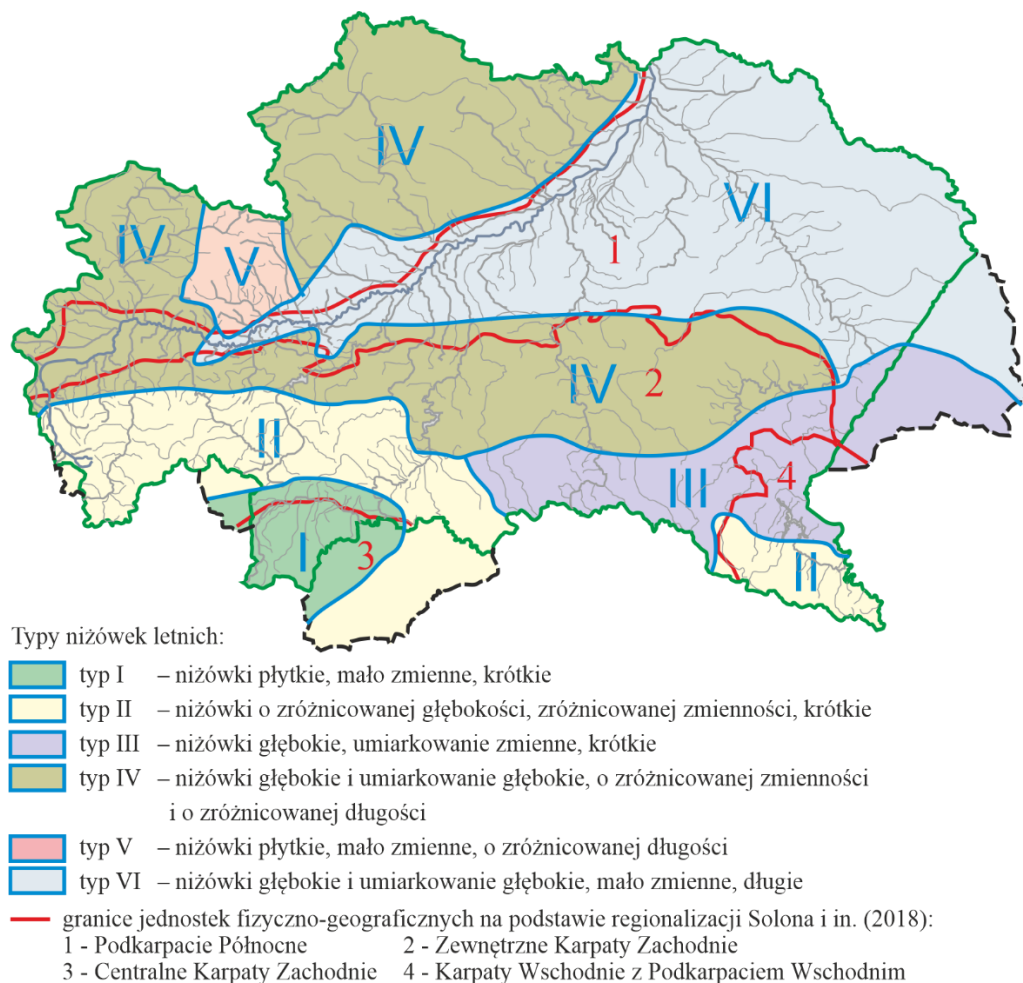 IV
VI
IV
V
1
IV
2
II
III
4
I
3
II
Typy niżówek letnich:
typ I – niżówki płytkie, mało zmienne, krótkie
typ II – niżówki o zróżnicowanej głębokości, zróżnicowanej zmienności, krótkie
typ III – niżówki głębokie, umiarkowanie zmienne, krótkie
typ IV – niżówki głębokie i umiarkowanie głębokie, o zróżnicowanej zmienności
i o zróżnicowanej długości
typ V – niżówki płytkie, mało zmienne, o zróżnicowanej długości
typ VI – niżówki głębokie i umiarkowanie głębokie, mało zmienne, długie
granice jednostek fizyczno-geograficznych na podstawie regionalizacji Solona i in. (2018):
1 - Podkarpacie Północne 2 - Zewnętrzne Karpaty Zachodnie
3 - Centralne Karpaty Zachodnie 4 - Karpaty Wschodnie z Podkarpaciem Wschodnim